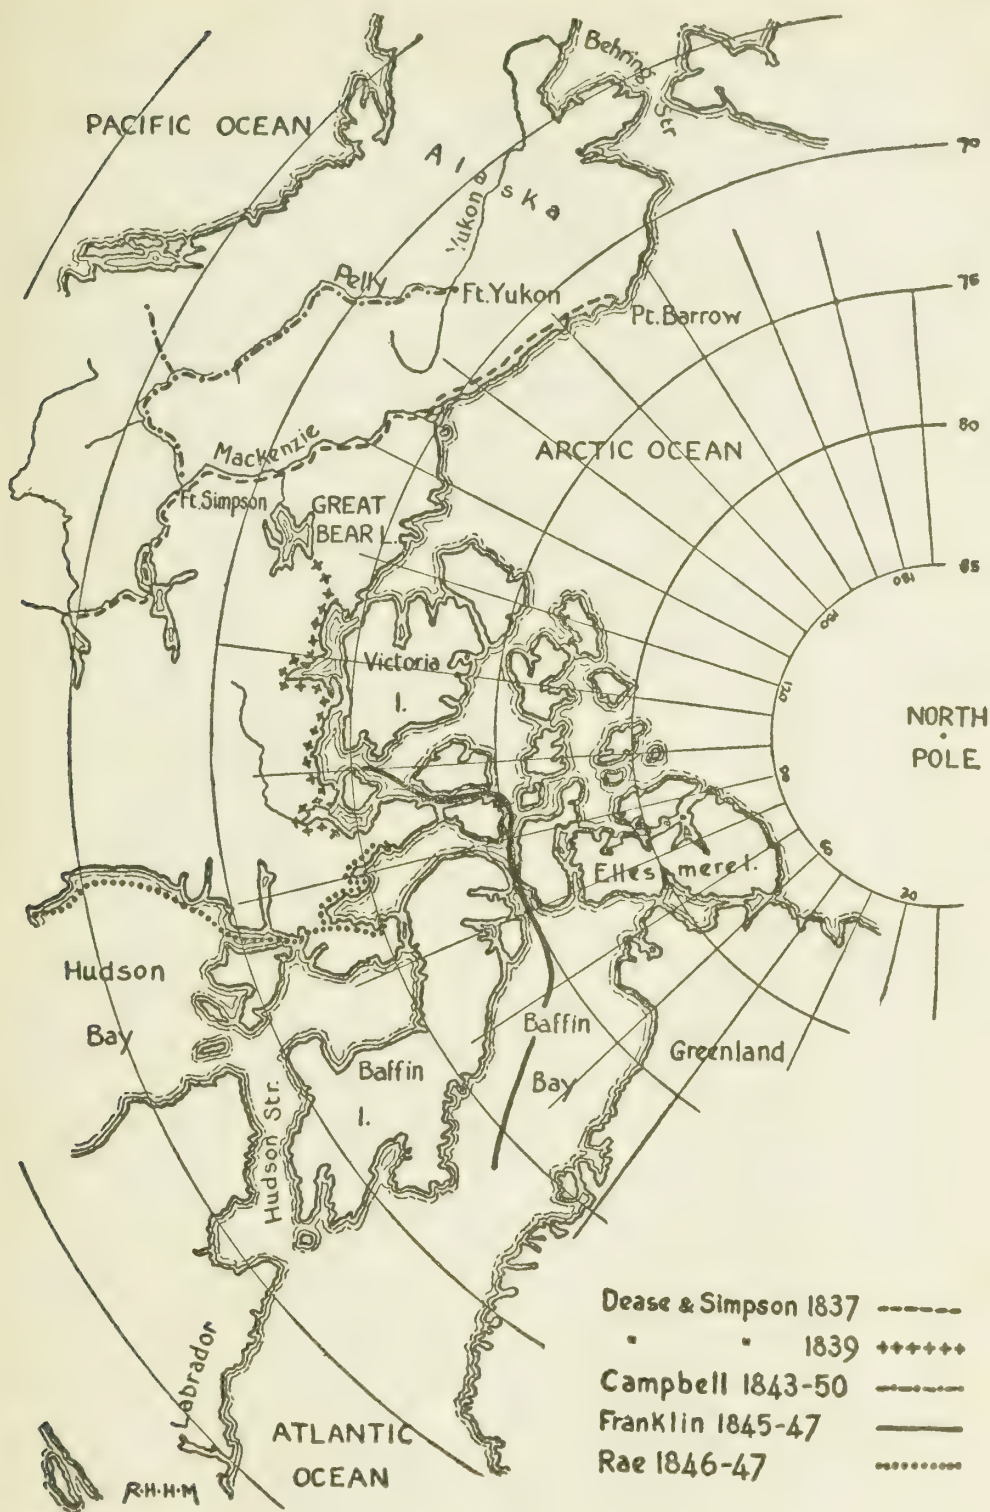 Behring
Str
PACIFIC OCEAN
Alaska
70
Yukon
Pelly
Ft. Yukon
75
Pt. Barrow
Mackenzie
80
ARCTIC OCEAN
Ft. Simpson
GREAT
BEAR L.
85
180
120
Victoria
I.
NORTH
POLE
Ellesmere I.
20
Hudson
Bay
Baffin
Bay
Greenland
Baffin
I.
Hudson Str.
Labrador
ATLANTIC
OCEAN
R.H.H.M
Dease & Simpson 1837
" " 1839
Campbell 1843-50
Franklin 1845-47
Rae 1846-47